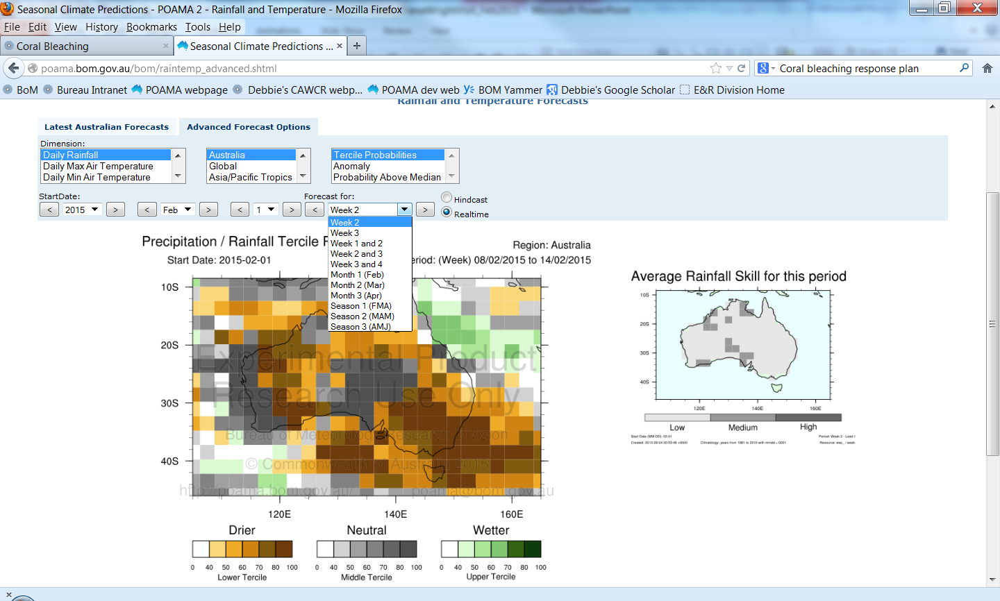 Seasonal Climate Predictions - POAMA 2 - Rainfall and Temperature - Mozilla Firefox
File Edit View History Bookmarks Tools Help
Coral Bleaching × Seasonal Climate Predictions ... × +
poama.bom.gov.au/bom/raintemp_advanced.shtml Coral bleaching response plan
BoM Bureau Intranet POAMA webpage Debbie's CAWCR webp... POAMA dev web BOM Yammer Debbie's Google Scholar E&R Division Home
Rainfall and Temperature Forecasts
Latest Australian Forecasts Advanced Forecast Options
Dimension:
Daily Rainfall Australia Tercile Probabilities
Daily Max Air Temperature Global Anomaly
Daily Min Air Temperature Asia/Pacific Tropics Probability Above Median
StartDate: Forecast for: Hindcast
< 2015 > < Feb > < 1 > < Week 2 > Realtime
Week 2
Week 3
Week 1 and 2
Week 2 and 3
Week 3 and 4
Month 1 (Feb)
Month 2 (Mar)
Month 3 (Apr)
Season 1 (FMA)
Season 2 (MAM)
Season 3 (AMJ)
Precipitation / Rainfall Tercile
Region: Australia
Start Date: 2015-02-01
(Week) 08/02/2015 to 14/02/2015
10S
20S
30S
40S
Experimental Product
Research Use Only
Bureau of Meteorology Research Division
© Commonwealth of Australia 2015
http://poama.bom.gov.au/ poama@bom.gov.au
120E 140E 160E
Drier Neutral Wetter
0 40 50 60 70 80 100 0 40 50 60 70 80 100 0 40 50 60 70 80 100
Lower Tercile Middle Tercile Upper Tercile
Average Rainfall Skill for this period
10S
20S
30S
40S
120E 140E 160E
Low Medium High
Start Date (MM-DD): 02-01 Period: Week 2 - Lead 1